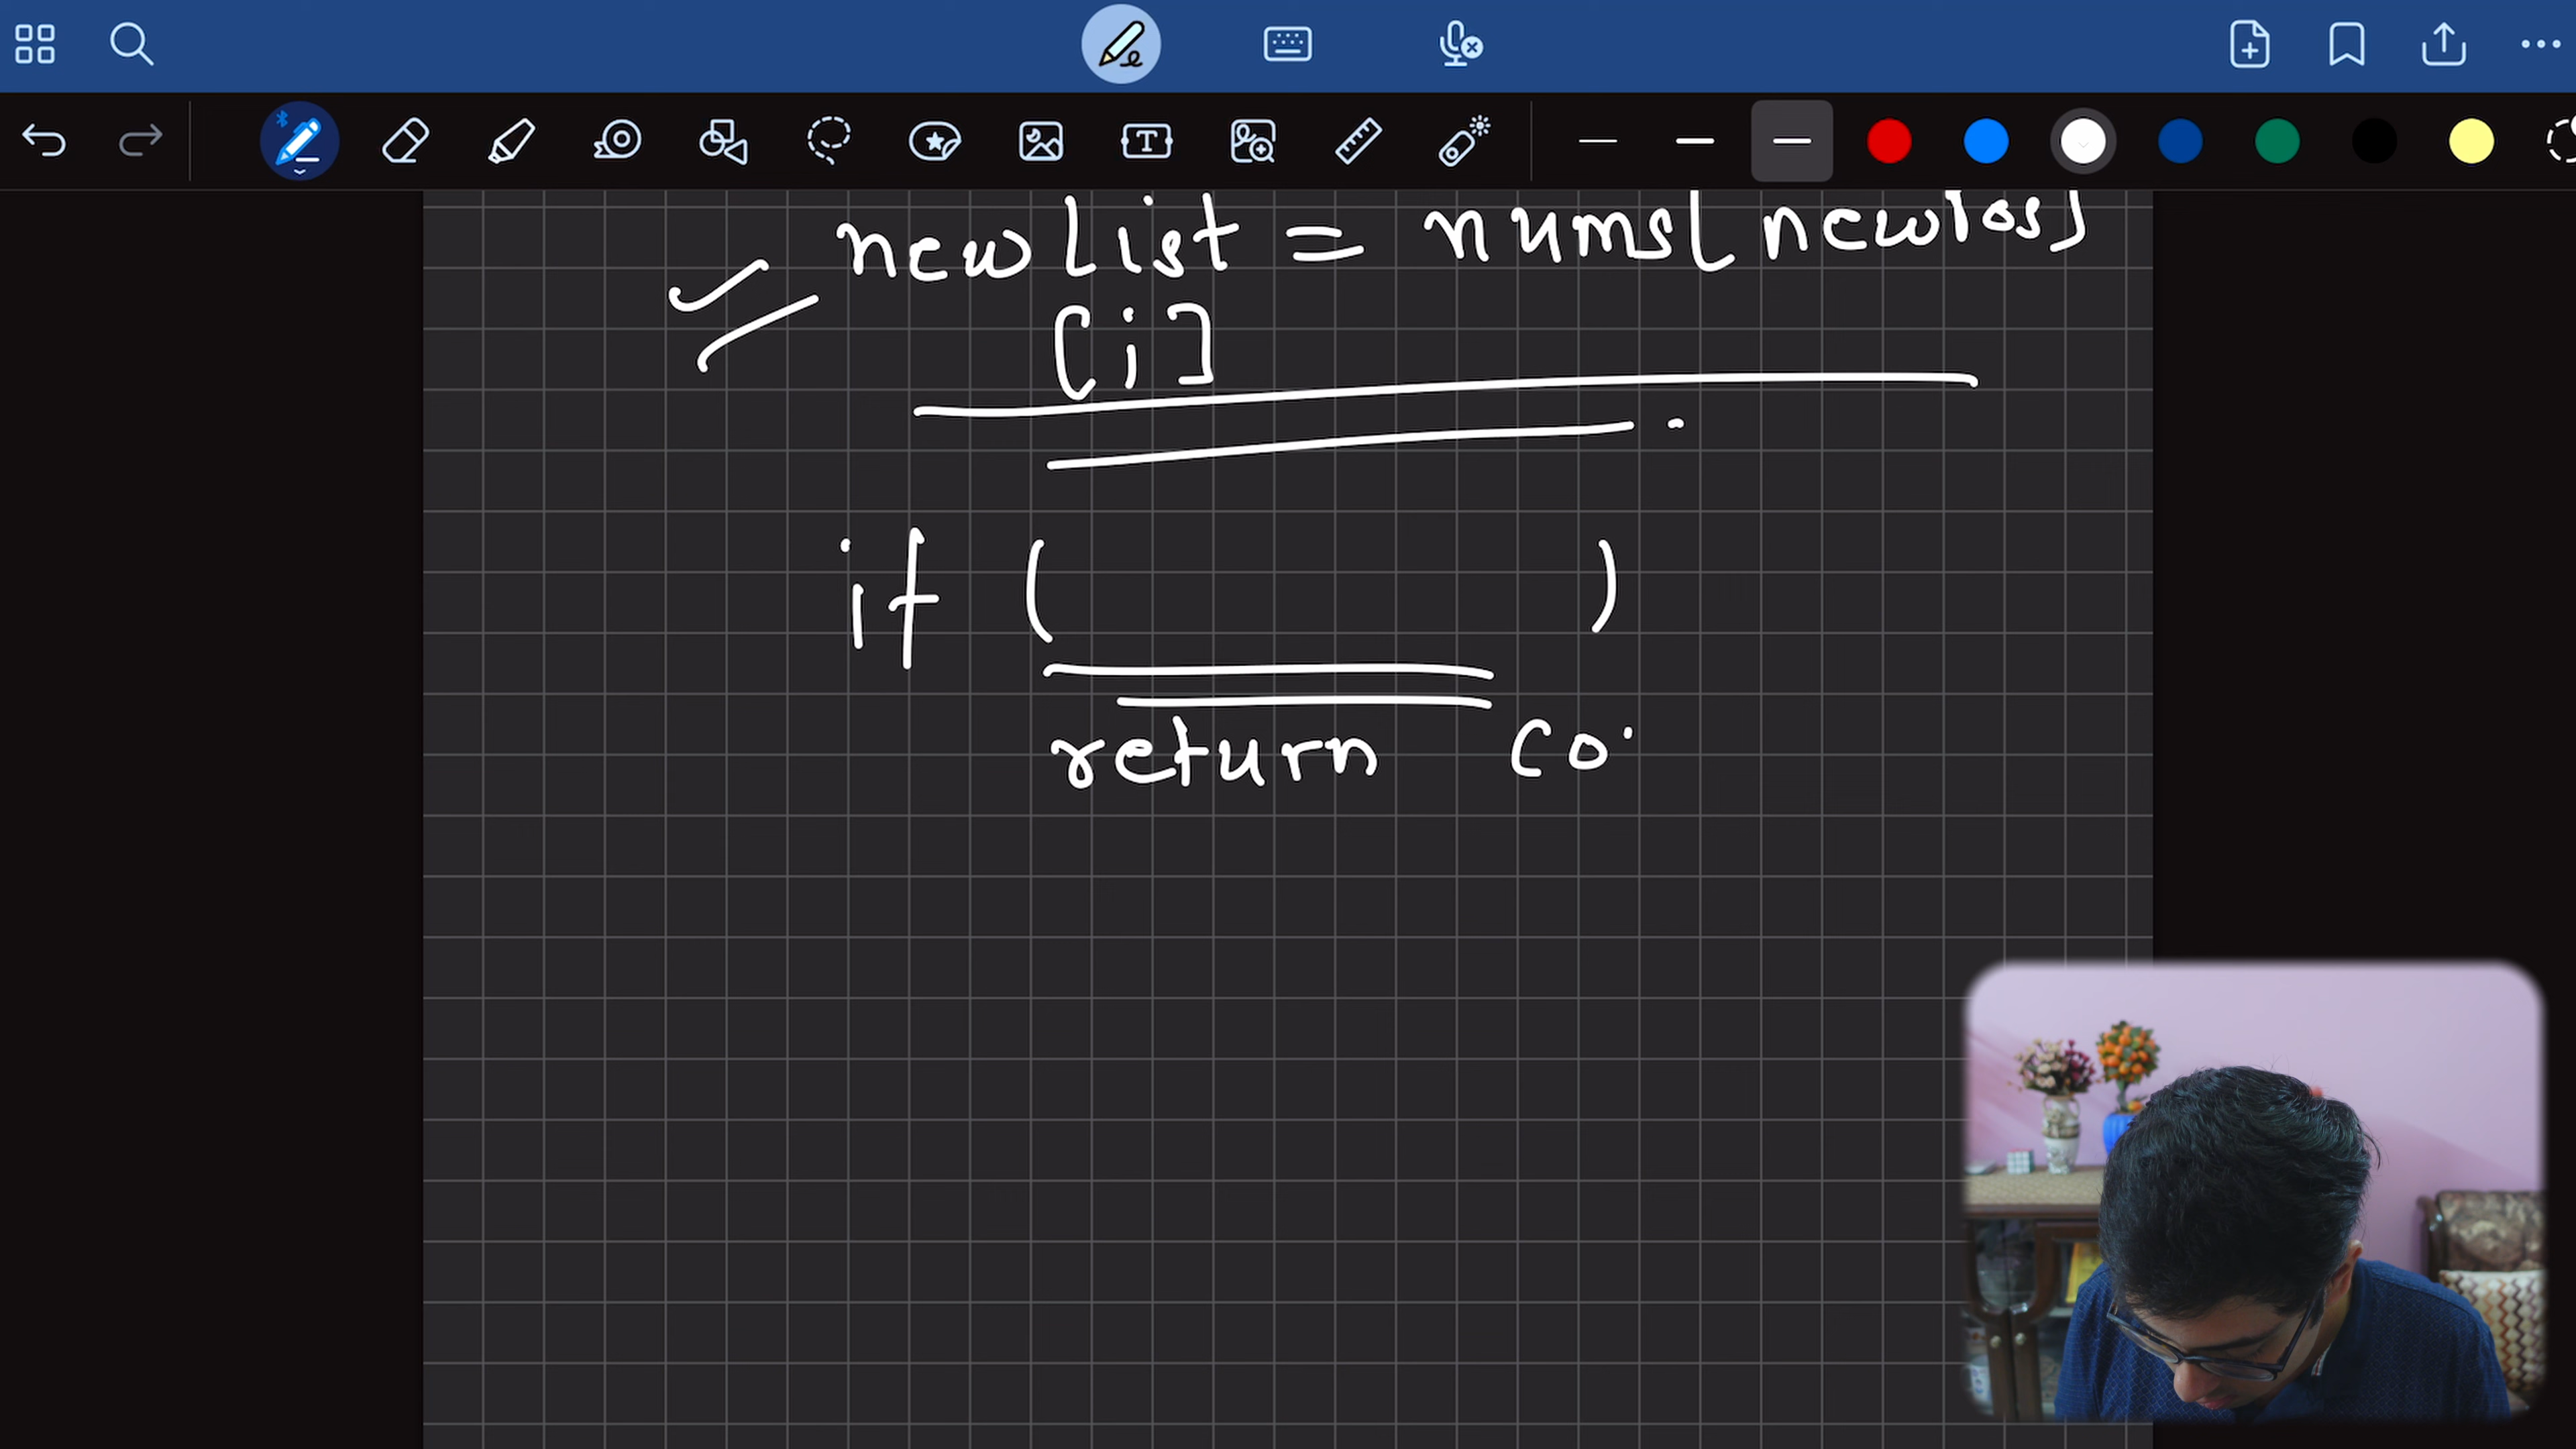 newList = nums[newPos]
[i]
if (                    )
return co